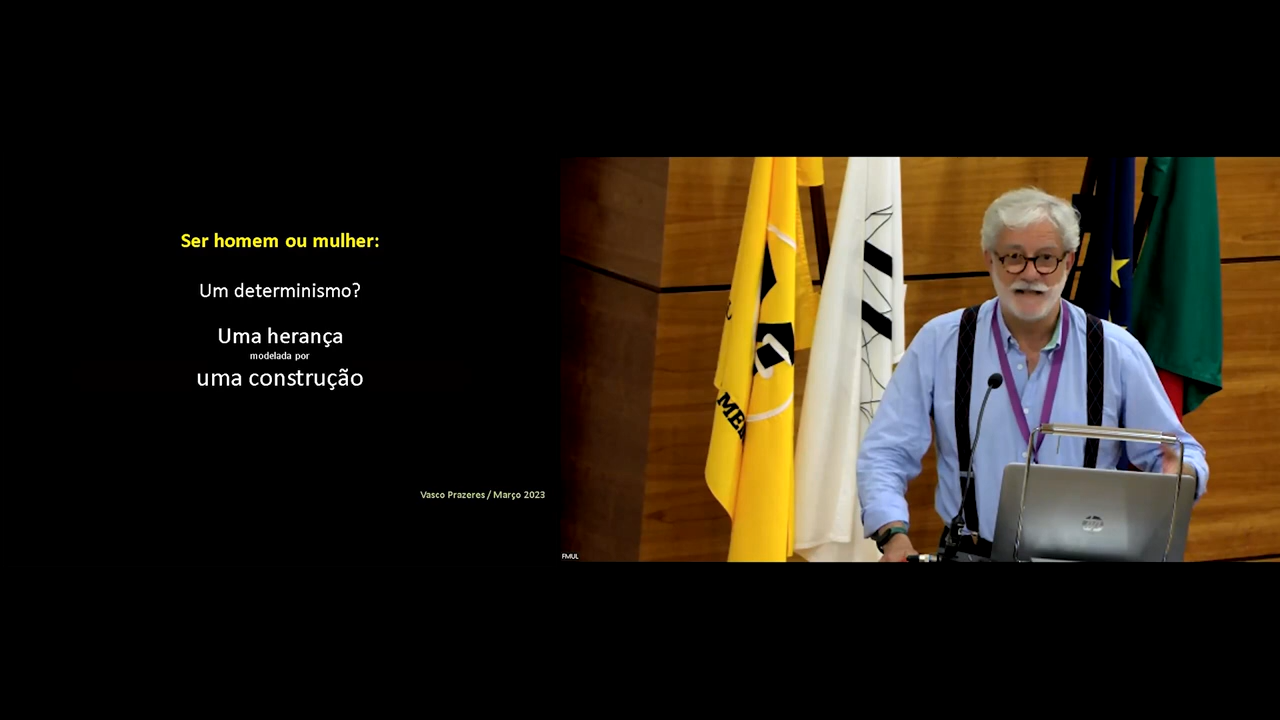 Ser homem ou mulher:
Um determinismo?
Uma herança
modelada por
uma construção
Vasco Prazeres / Março 2023
FMUL